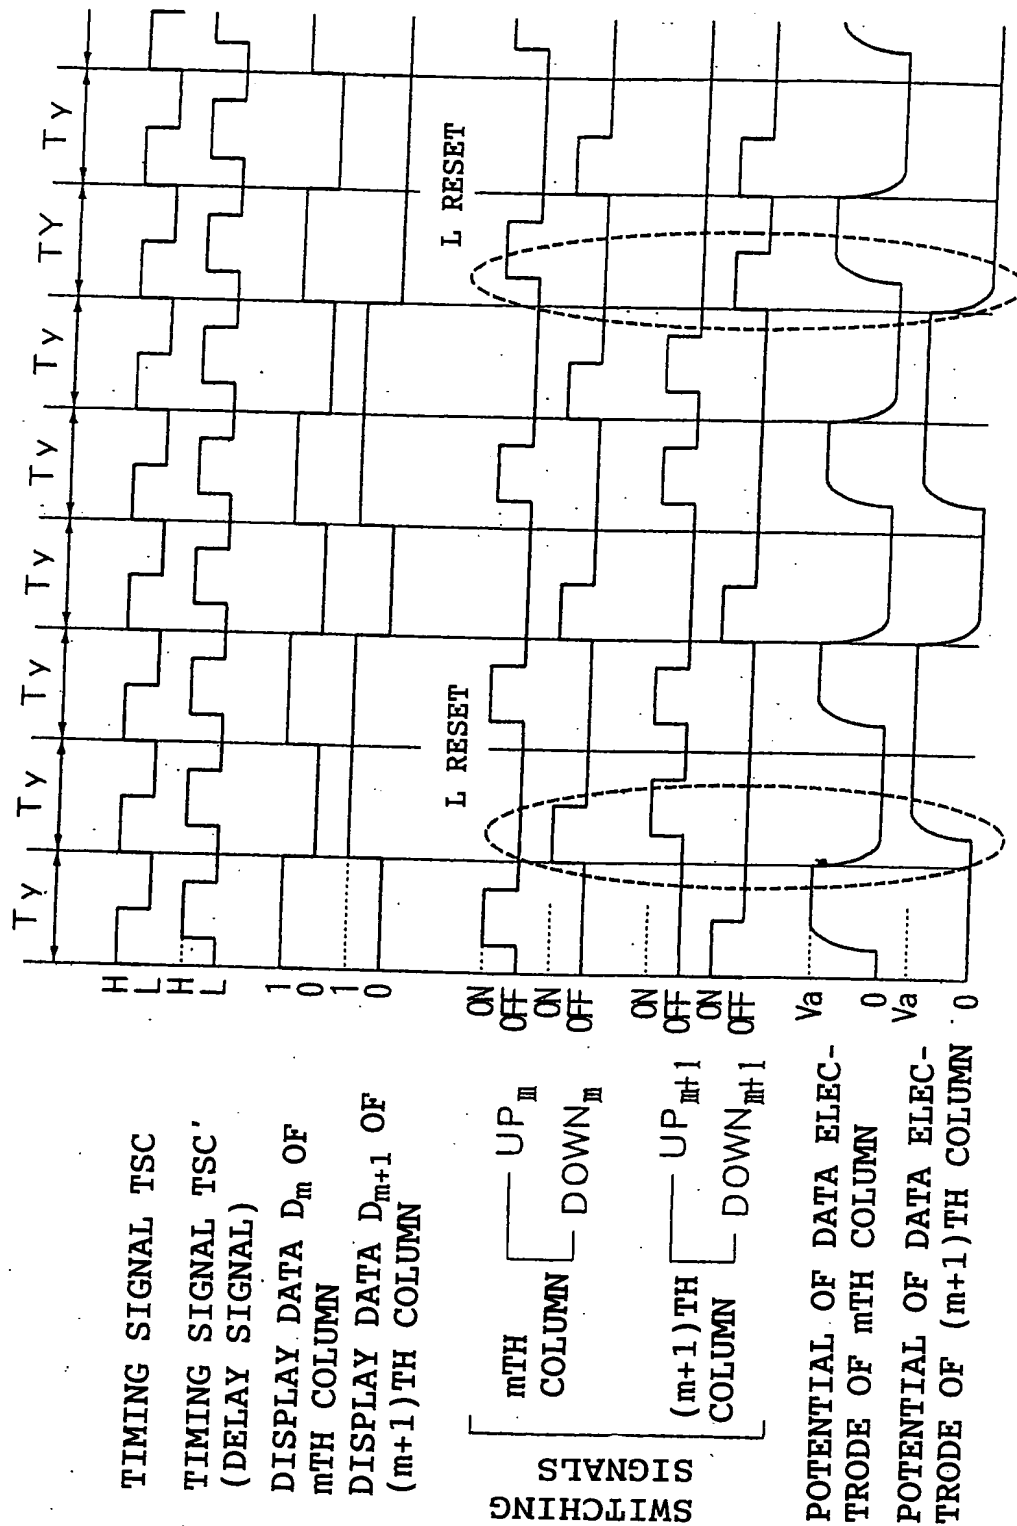 Ty
Ty
Ty
Ty
Ty
Ty
TY
Ty
TIMING SIGNAL TSC
H
L
TIMING SIGNAL TSC'
(DELAY SIGNAL)
H
L
DISPLAY DATA Dm OF
mTH COLUMN
1
0
DISPLAY DATA Dm+1 OF
(m+1)TH COLUMN
1
0
L RESET
L RESET
SWITCHING
SIGNALS
mTH
COLUMN
UPm
ON
OFF
DOWNm
ON
OFF
(m+1)TH
COLUMN
UPm+1
ON
OFF
DOWNm+1
ON
OFF
POTENTIAL OF DATA ELEC-
TRODE OF mTH COLUMN
Va
0
POTENTIAL OF DATA ELEC-
TRODE OF (m+1)TH COLUMN
Va
0